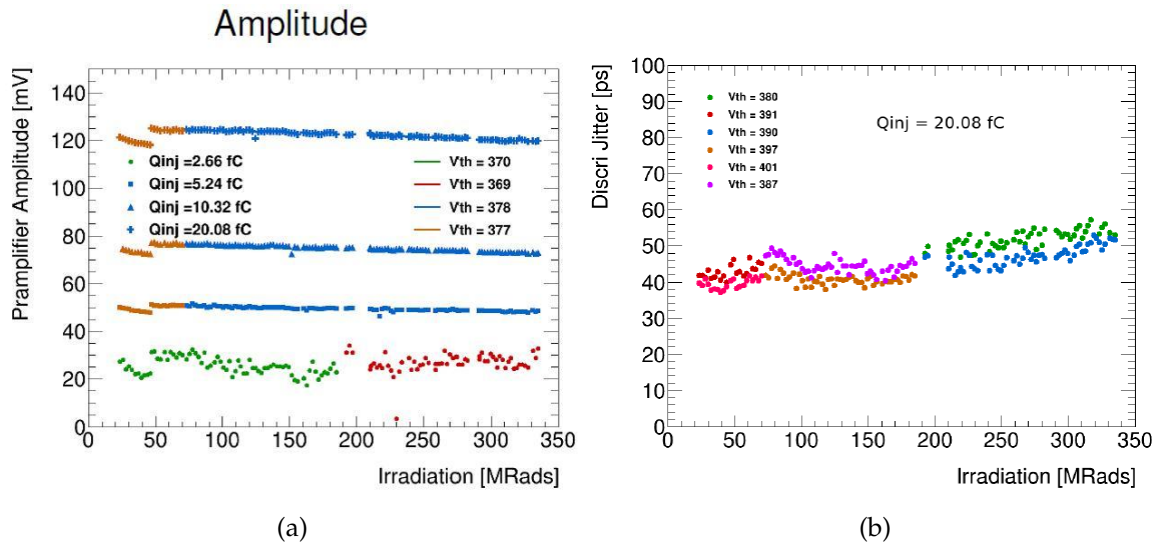 Amplitude
Pramplifier Amplitude [mV]
140
120
100
80
60
40
20
0
Qinj =2.66 fC
Qinj =5.24 fC
Qinj =10.32 fC
Qinj =20.08 fC
Vth = 370
Vth = 369
Vth = 378
Vth = 377
0 50 100 150 200 250 300 350
Irradiation [MRads]
(a)
Discri Jitter [ps]
100
90
80
70
60
50
40
30
20
10
0
Vth = 380
Vth = 391
Vth = 390
Vth = 397
Vth = 401
Vth = 387
Qinj = 20.08 fC
0 50 100 150 200 250 300 350
Irradiation [MRads]
(b)